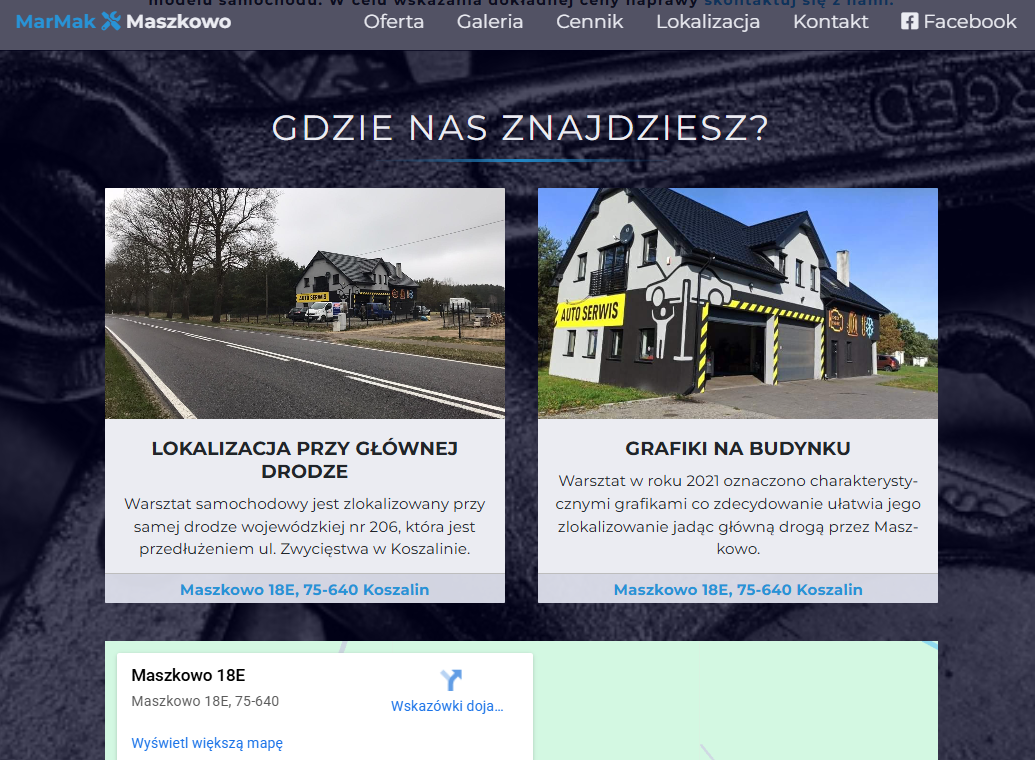 modelu samochodu. W celu wskazania dokładnej ceny naprawy skontaktuj się z nami.
MarMak Maszkowo Oferta Galeria Cennik Lokalizacja Kontakt Facebook
GDZIE NAS ZNAJDZIESZ?
AUTO SERWIS
AUTO SERWIS
LOKALIZACJA PRZY GŁÓWNEJ
DRODZE
Warsztat samochodowy jest zlokalizowany przy
samej drodze wojewódzkiej nr 206, która jest
przedłużeniem ul. Zwycięstwa w Koszalinie.
Maszkowo 18E, 75-640 Koszalin
GRAFIKI NA BUDYNKU
Warsztat w roku 2021 oznaczono charakterysty-
cznymi grafikami co zdecydowanie ułatwia jego
zlokalizowanie jadąc główną drogą przez Masz-
kowo.
Maszkowo 18E, 75-640 Koszalin
Maszkowo 18E
Maszkowo 18E, 75-640
Wskazówki doja...
Wyświetl większą mapę